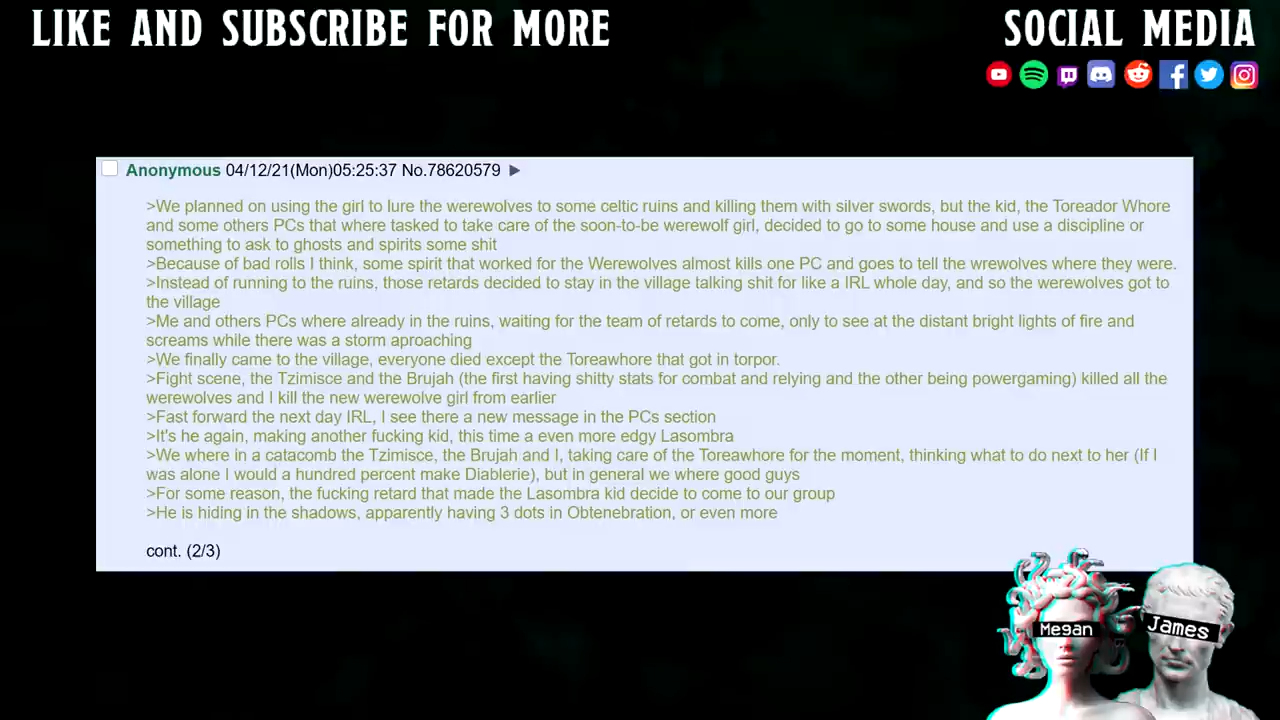 LIKE AND SUBSCRIBE FOR MORE
SOCIAL MEDIA
Anonymous 04/12/21(Mon)05:25:37 No.78620579
>We planned on using the girl to lure the werewolves to some celtic ruins and killing them with silver swords, but the kid, the Toreador Whore
and some others PCs that where tasked to take care of the soon-to-be werewolf girl, decided to go to some house and use a discipline or
something to ask to ghosts and spirits some shit
>Because of bad rolls I think, some spirit that worked for the Werewolves almost kills one PC and goes to tell the wrewolves where they were.
>Instead of running to the ruins, those retards decided to stay in the village talking shit for like a IRL whole day, and so the werewolves got to
the village
>Me and others PCs where already in the ruins, waiting for the team of retards to come, only to see at the distant bright lights of fire and
screams while there was a storm aproaching
>We finally came to the village, everyone died except the Toreawhore that got in torpor.
>Fight scene, the Tzimisce and the Brujah (the first having shitty stats for combat and relying and the other being powergaming) killed all the
werewolves and I kill the new werewolve girl from earlier
>Fast forward the next day IRL, I see there a new message in the PCs section
>It's he again, making another fucking kid, this time a even more edgy Lasombra
>We where in a catacomb the Tzimisce, the Brujah and I, taking care of the Toreawhore for the moment, thinking what to do next to her (If I
was alone I would a hundred percent make Diablerie), but in general we where good guys
>For some reason, the fucking retard that made the Lasombra kid decide to come to our group
>He is hiding in the shadows, apparently having 3 dots in Obtenebration, or even more
cont. (2/3)
Megan
James